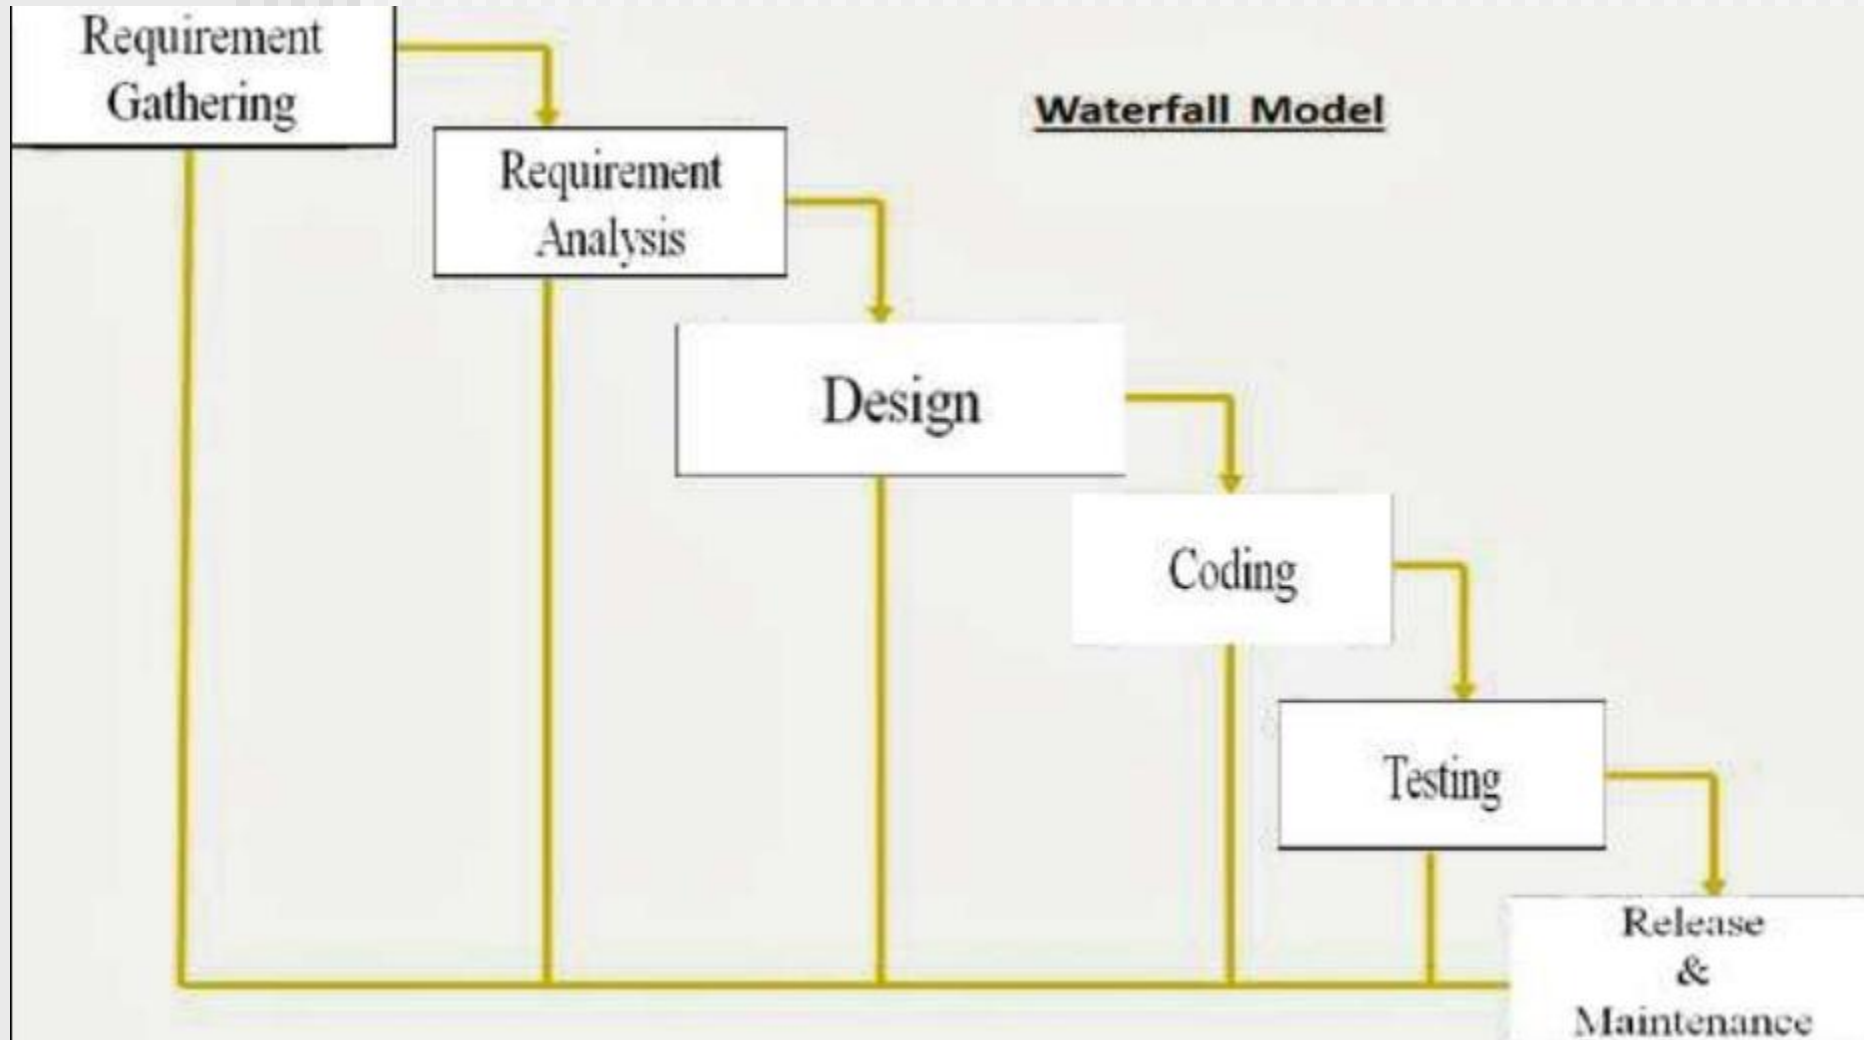 Requirement
Gathering
Waterfall Model
Requirement
Analysis
Design
Coding
Testing
Release
&
Maintenance